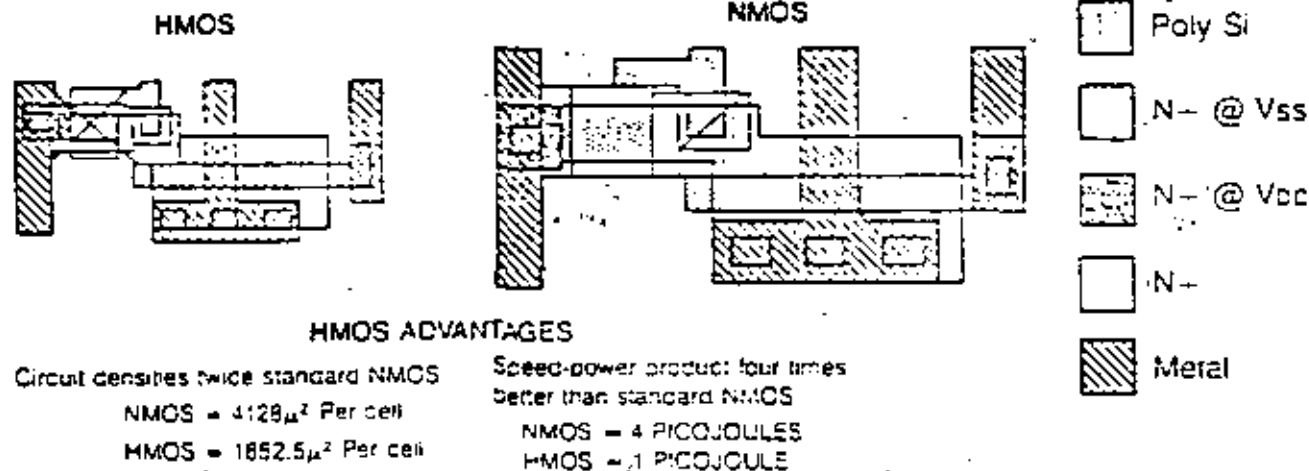 HMOS
NMOS
Poly Si
N+ @ Vss
N+ @ Vcc
N+
Metal
HMOS ADVANTAGES
Circuit densities twice standard NMOS
NMOS = 4128µ² Per cell
HMOS = 1852.5µ² Per cell
Speed-power product four times
better than standard NMOS
NMOS = 4 PICOJOULES
HMOS = 1 PICOJOULE